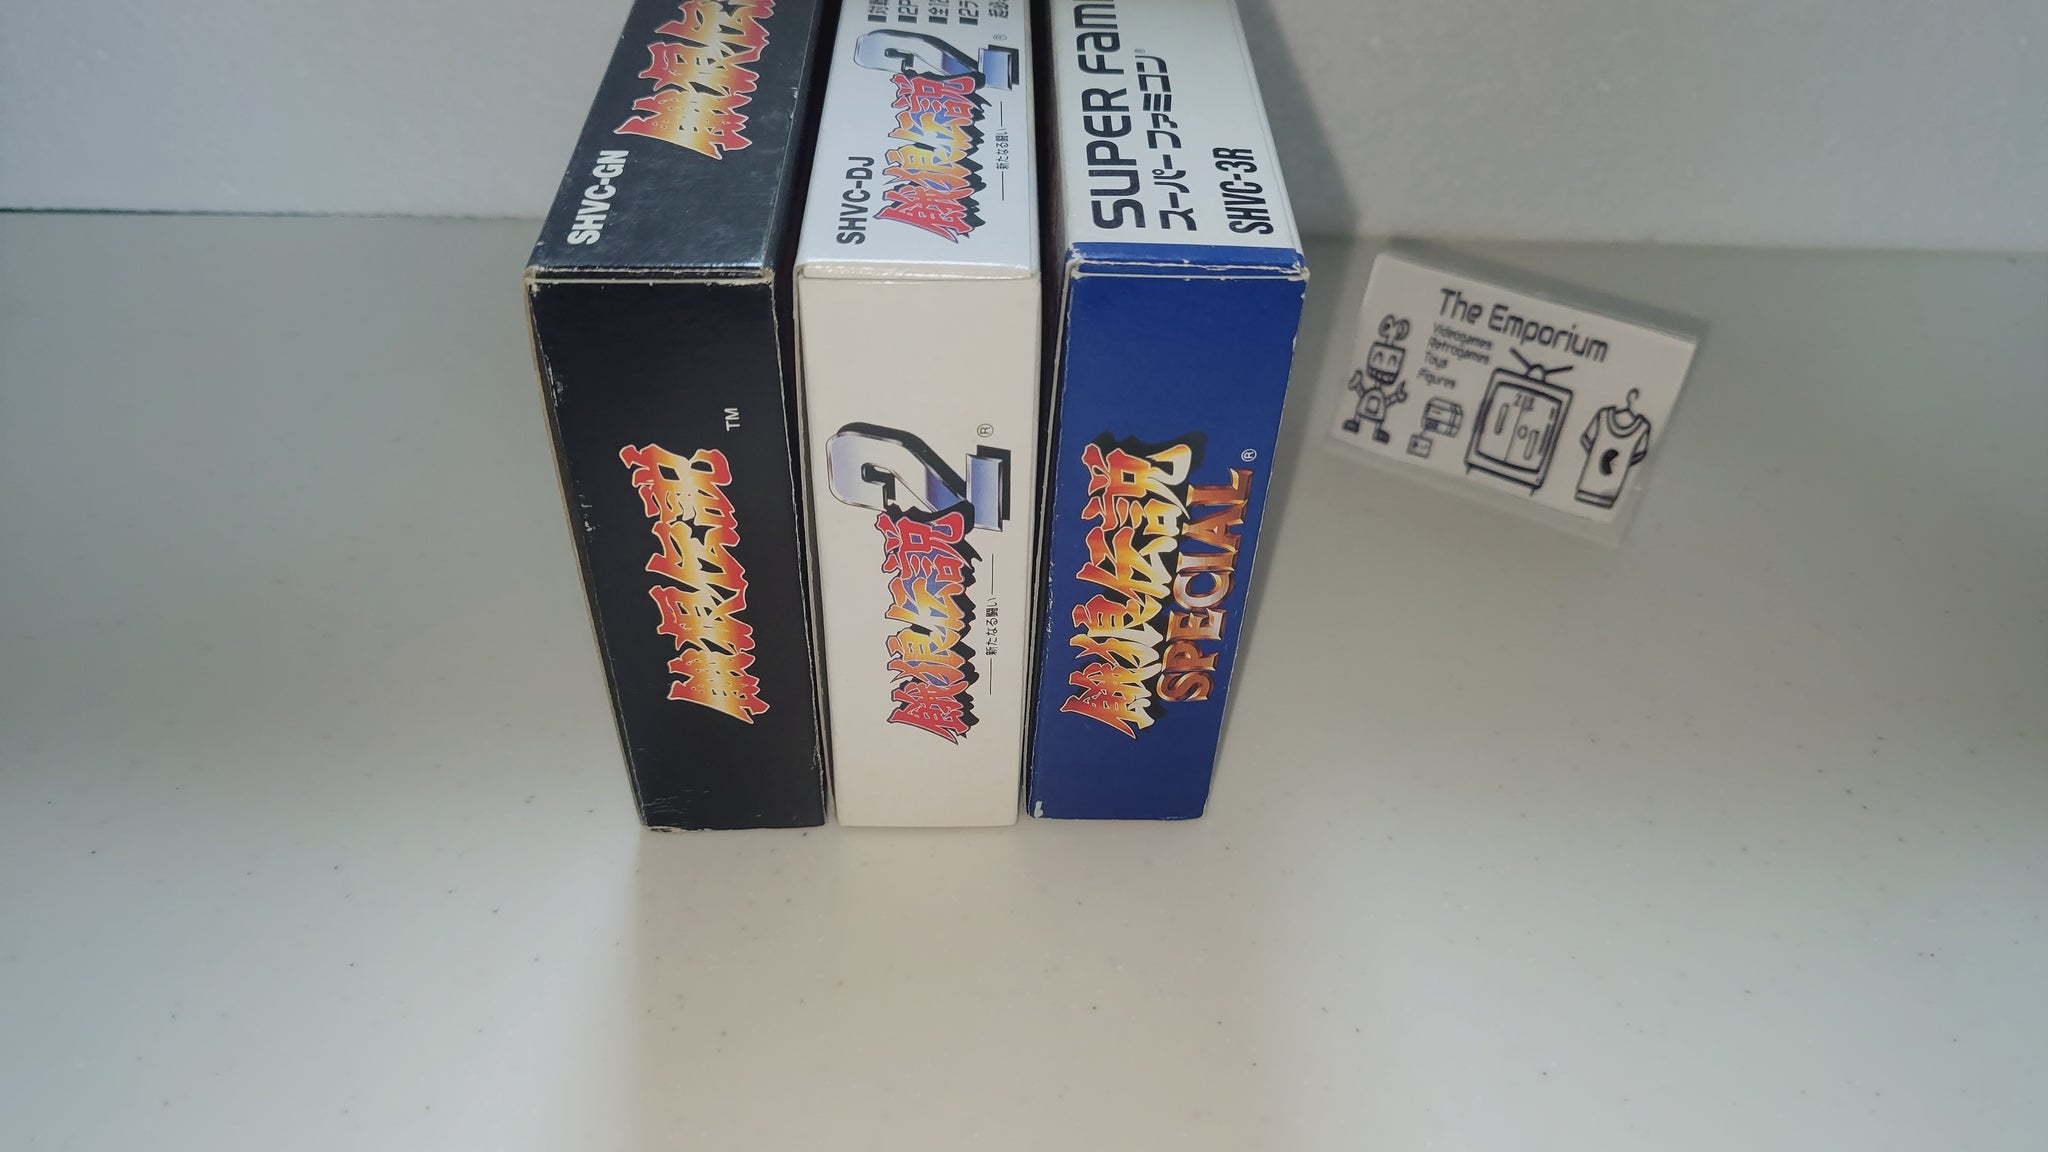 餓狼伝説
SHVC-GN
餓狼伝説
TM
2
餓狼伝説
®
新たなる闘い
SHVC-DJ
餓狼伝説
2
®
新たなる闘い
SUPER Fami
スーパーファミコン®
SHVC-3R
餓狼伝説
SPECIAL
®
The Emporium
Videogames
Retrogames
Toys
Figures